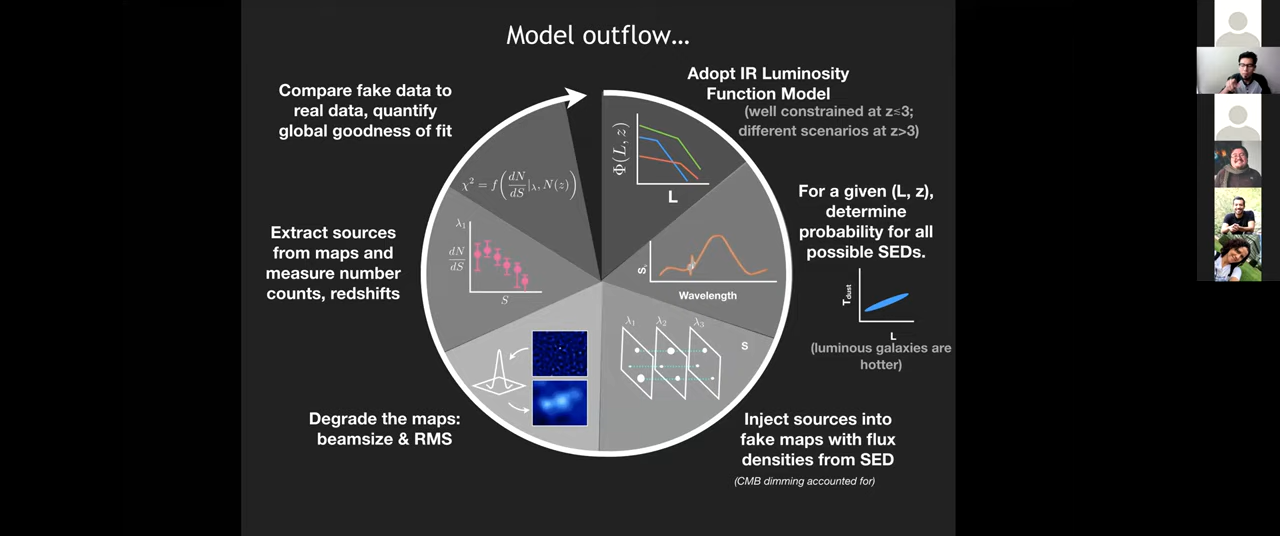 Model outflow...
Adopt IR Luminosity
Function Model
(well constrained at z≤3;
different scenarios at z>3)
Φ(L, z)
L
For a given (L, z),
determine
probability for all
possible SEDs.
Sν
Wavelength
Tdust
L
(luminous galaxies are
hotter)
λ1 λ2 λ3
S
Inject sources into
fake maps with flux
densities from SED
(CMB dimming accounted for)
Degrade the maps:
beamsize & RMS
Extract sources
from maps and
measure number
counts, redshifts
λ1
dN/dS
S
Compare fake data to
real data, quantify
global goodness of fit
χ² = f(dN/dS|λ, N(z))